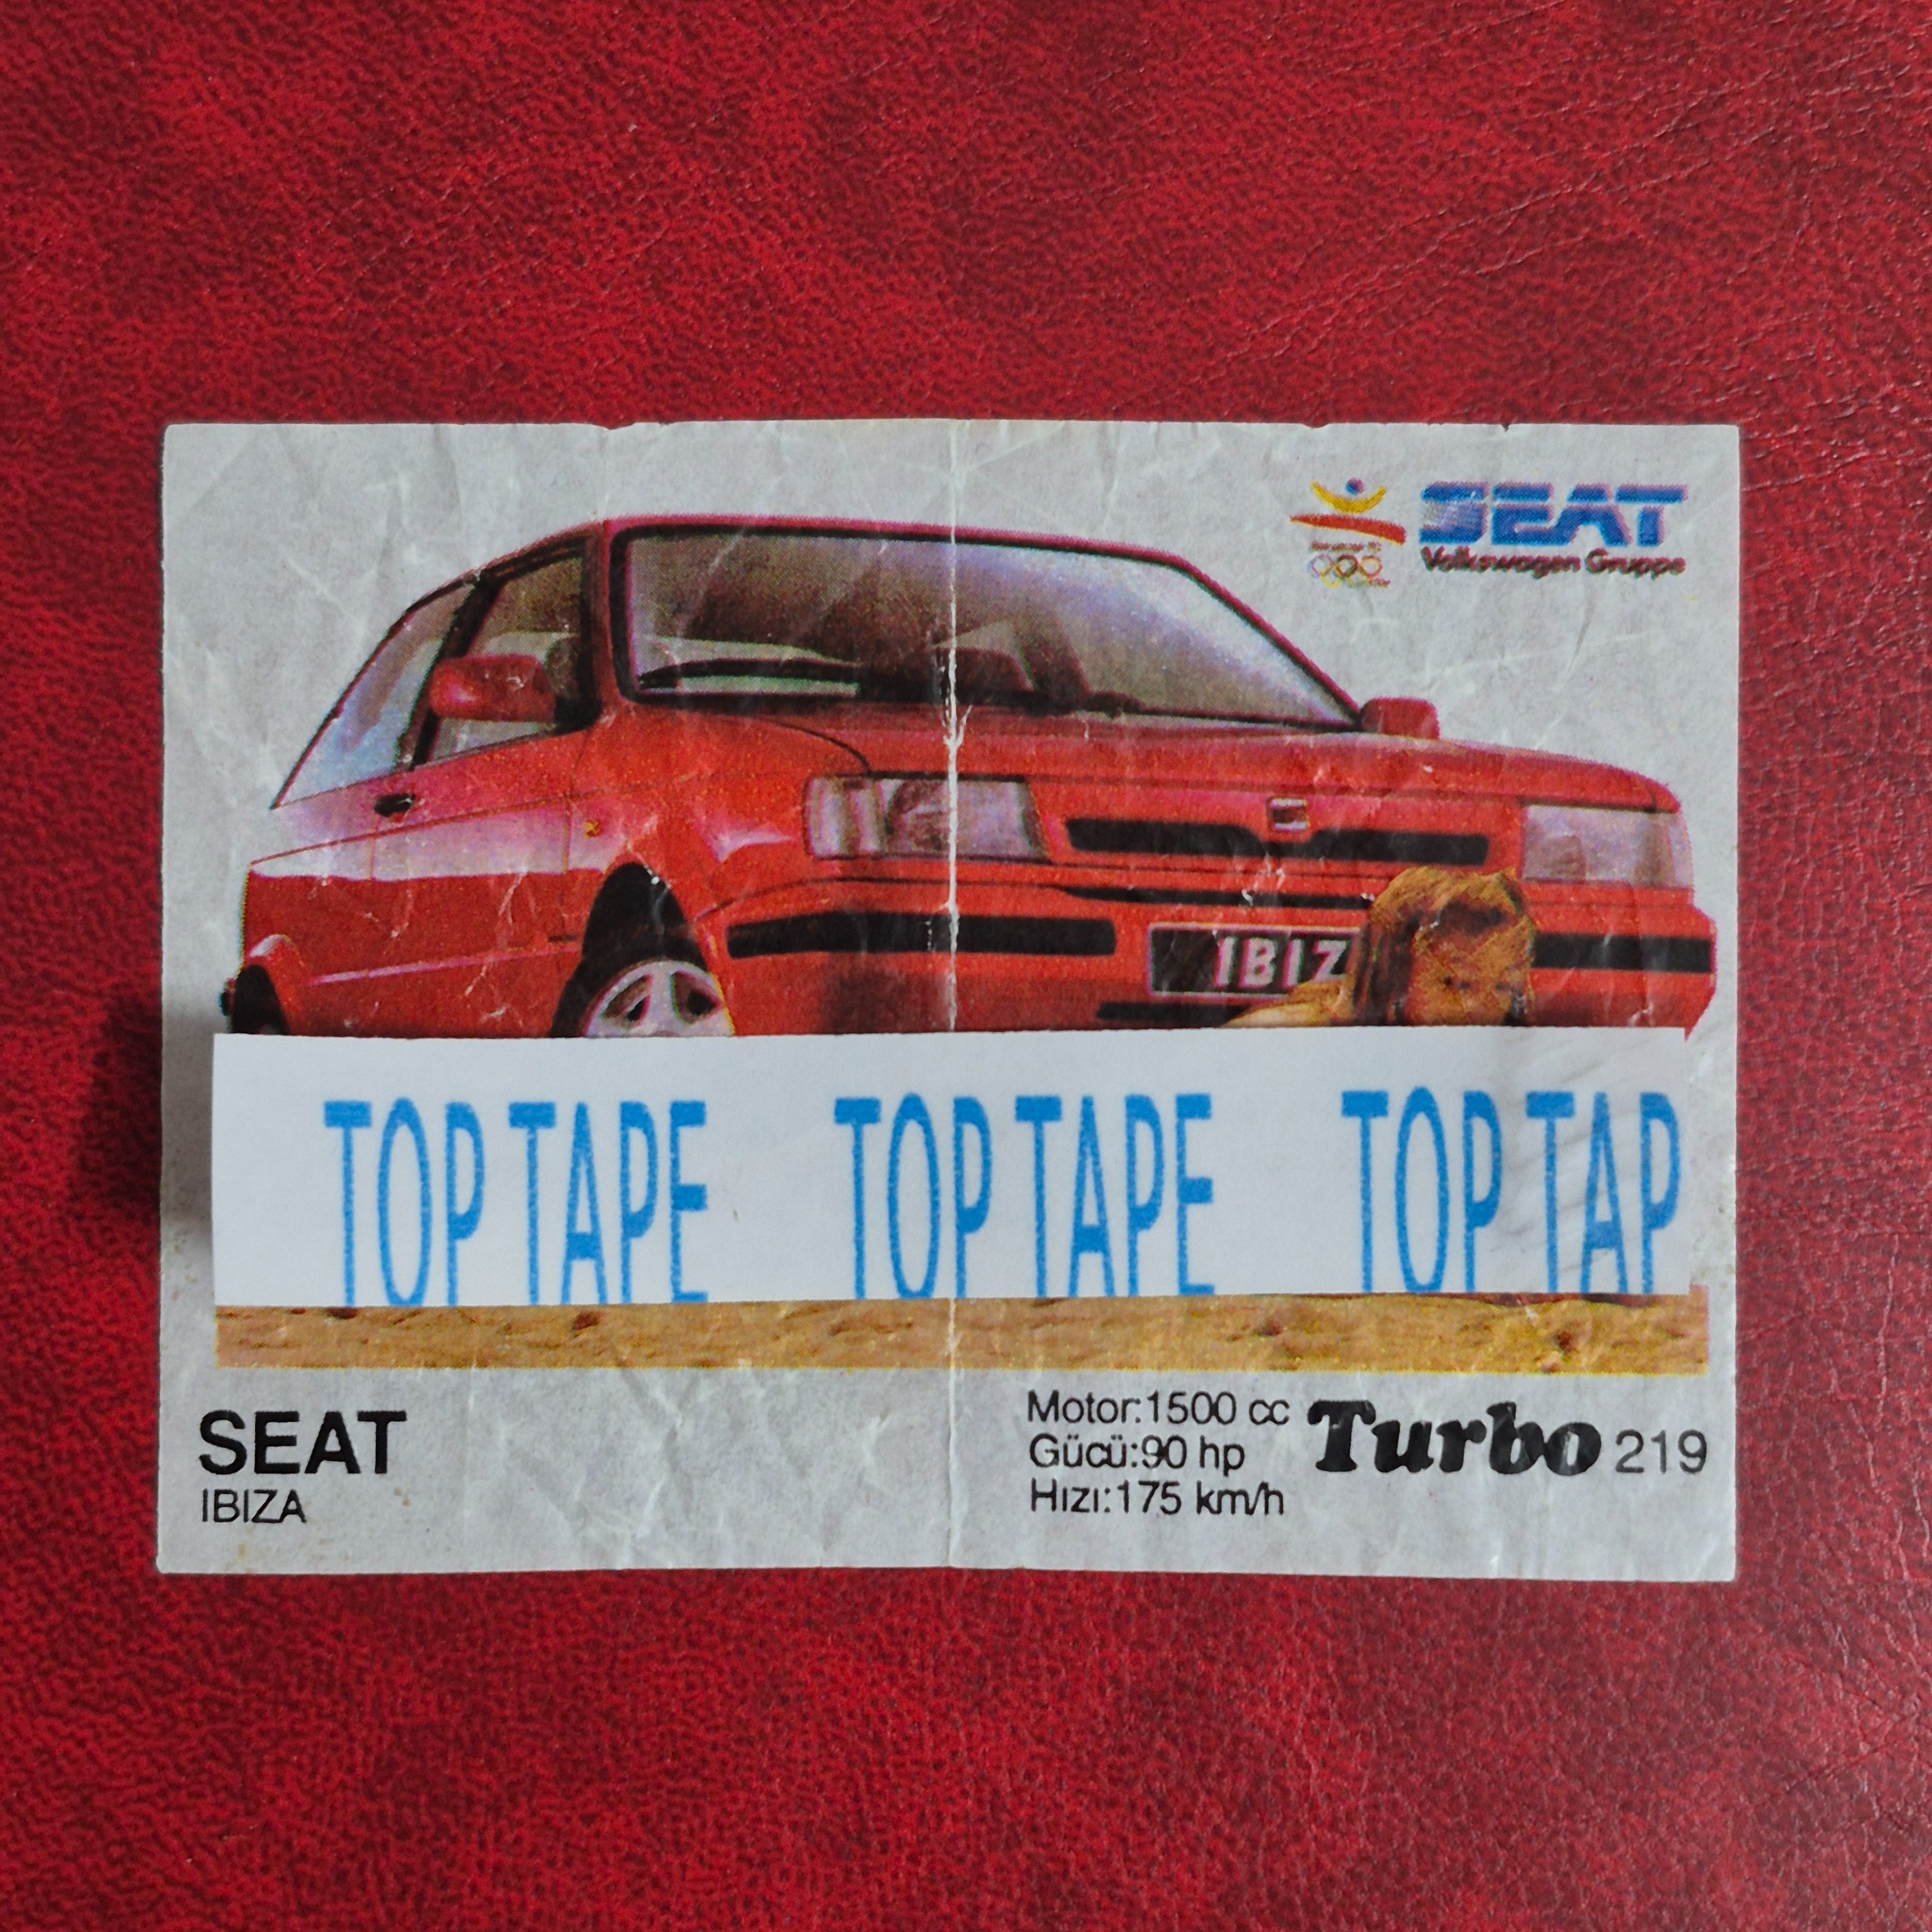 SEAT
Volkswagen Gruppe
IBIZ
TOP TAPE TOP TAPE TOP TAP
SEAT
IBIZA
Motor:1500 cc
Gücü:90 hp
Hızı:175 km/h
Turbo 219